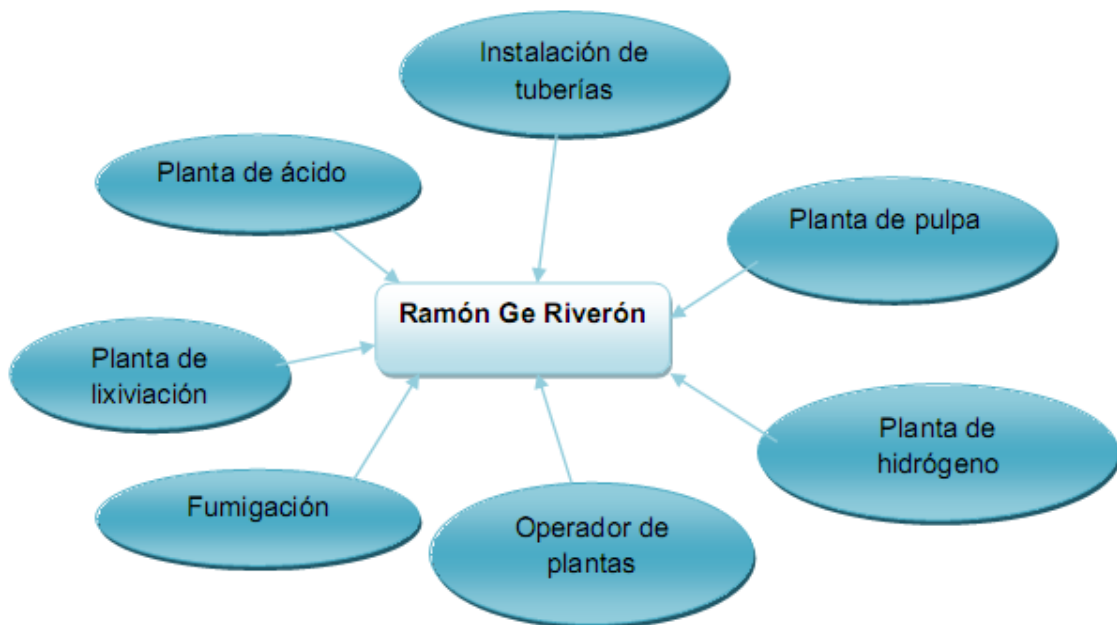 Instalación de
tuberías
Planta de ácido
Planta de pulpa
Ramón Ge Riverón
Planta de
lixiviación
Planta de
hidrógeno
Fumigación
Operador de
plantas